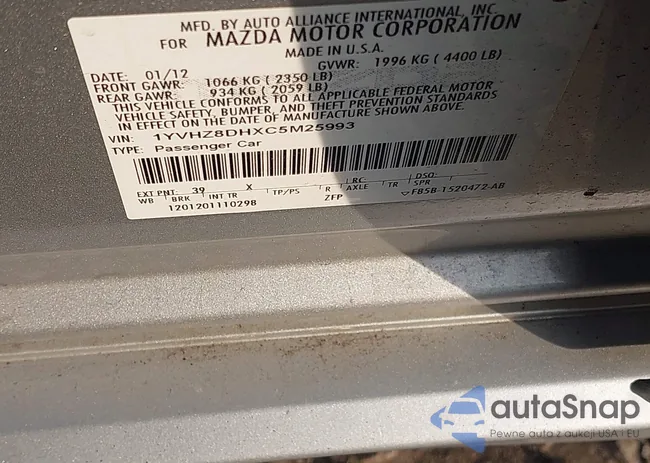 MFD. BY AUTO ALLIANCE INTERNATIONAL, INC.
FOR MAZDA MOTOR CORPORATION
MADE IN U.S.A.
DATE: 01/12 GVWR: 1996 KG ( 4400 LB)
FRONT GAWR: 1066 KG ( 2350 LB)
REAR GAWR: 934 KG ( 2059 LB)
THIS VEHICLE CONFORMS TO ALL APPLICABLE FEDERAL MOTOR
VEHICLE SAFETY, BUMPER, AND THEFT PREVENTION STANDARDS
IN EFFECT ON THE DATE OF MANUFACTURE SHOWN ABOVE.
VIN: 1YVHZ8DHXC5M25993
TYPE: Passenger Car
EXT PNT: 39 X RC: DSO:
WB BRK INT TR TP/PS R AXLE TR SPR
ZFP FB5B-1520472-AB
1201201110298
autaSnap
Pewne auta z aukcji USA i EU